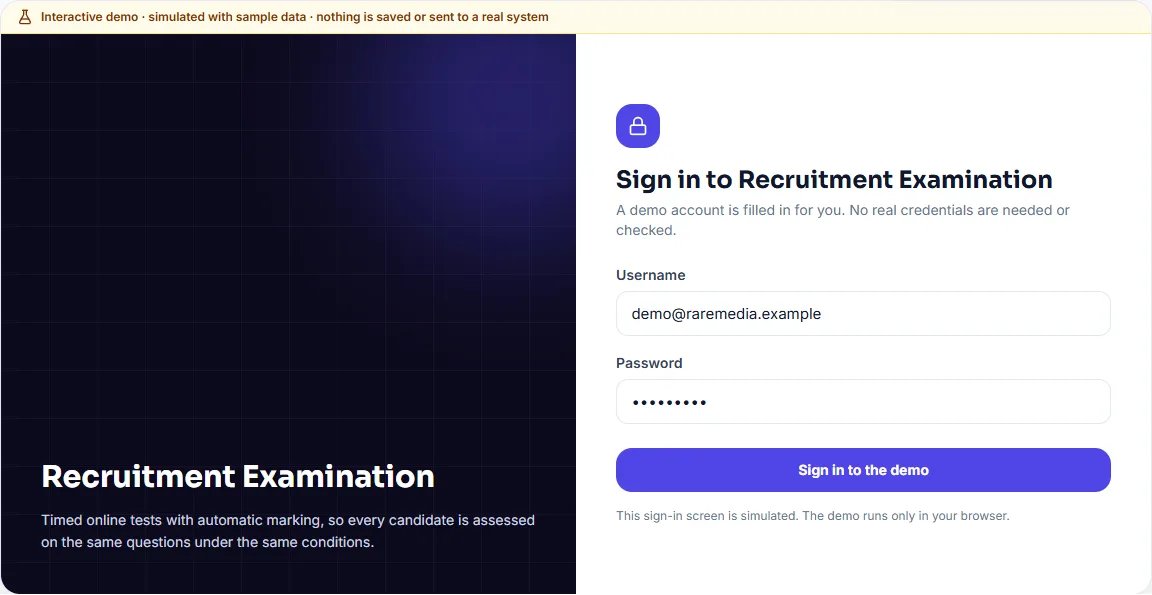 Interactive demo · simulated with sample data · nothing is saved or sent to a real system
Recruitment Examination
Timed online tests with automatic marking, so every candidate is assessed
on the same questions under the same conditions.
Sign in to Recruitment Examination
A demo account is filled in for you. No real credentials are needed or
checked.
Username
demo@raremedia.example
Password
•••••••••
Sign in to the demo
This sign-in screen is simulated. The demo runs only in your browser.